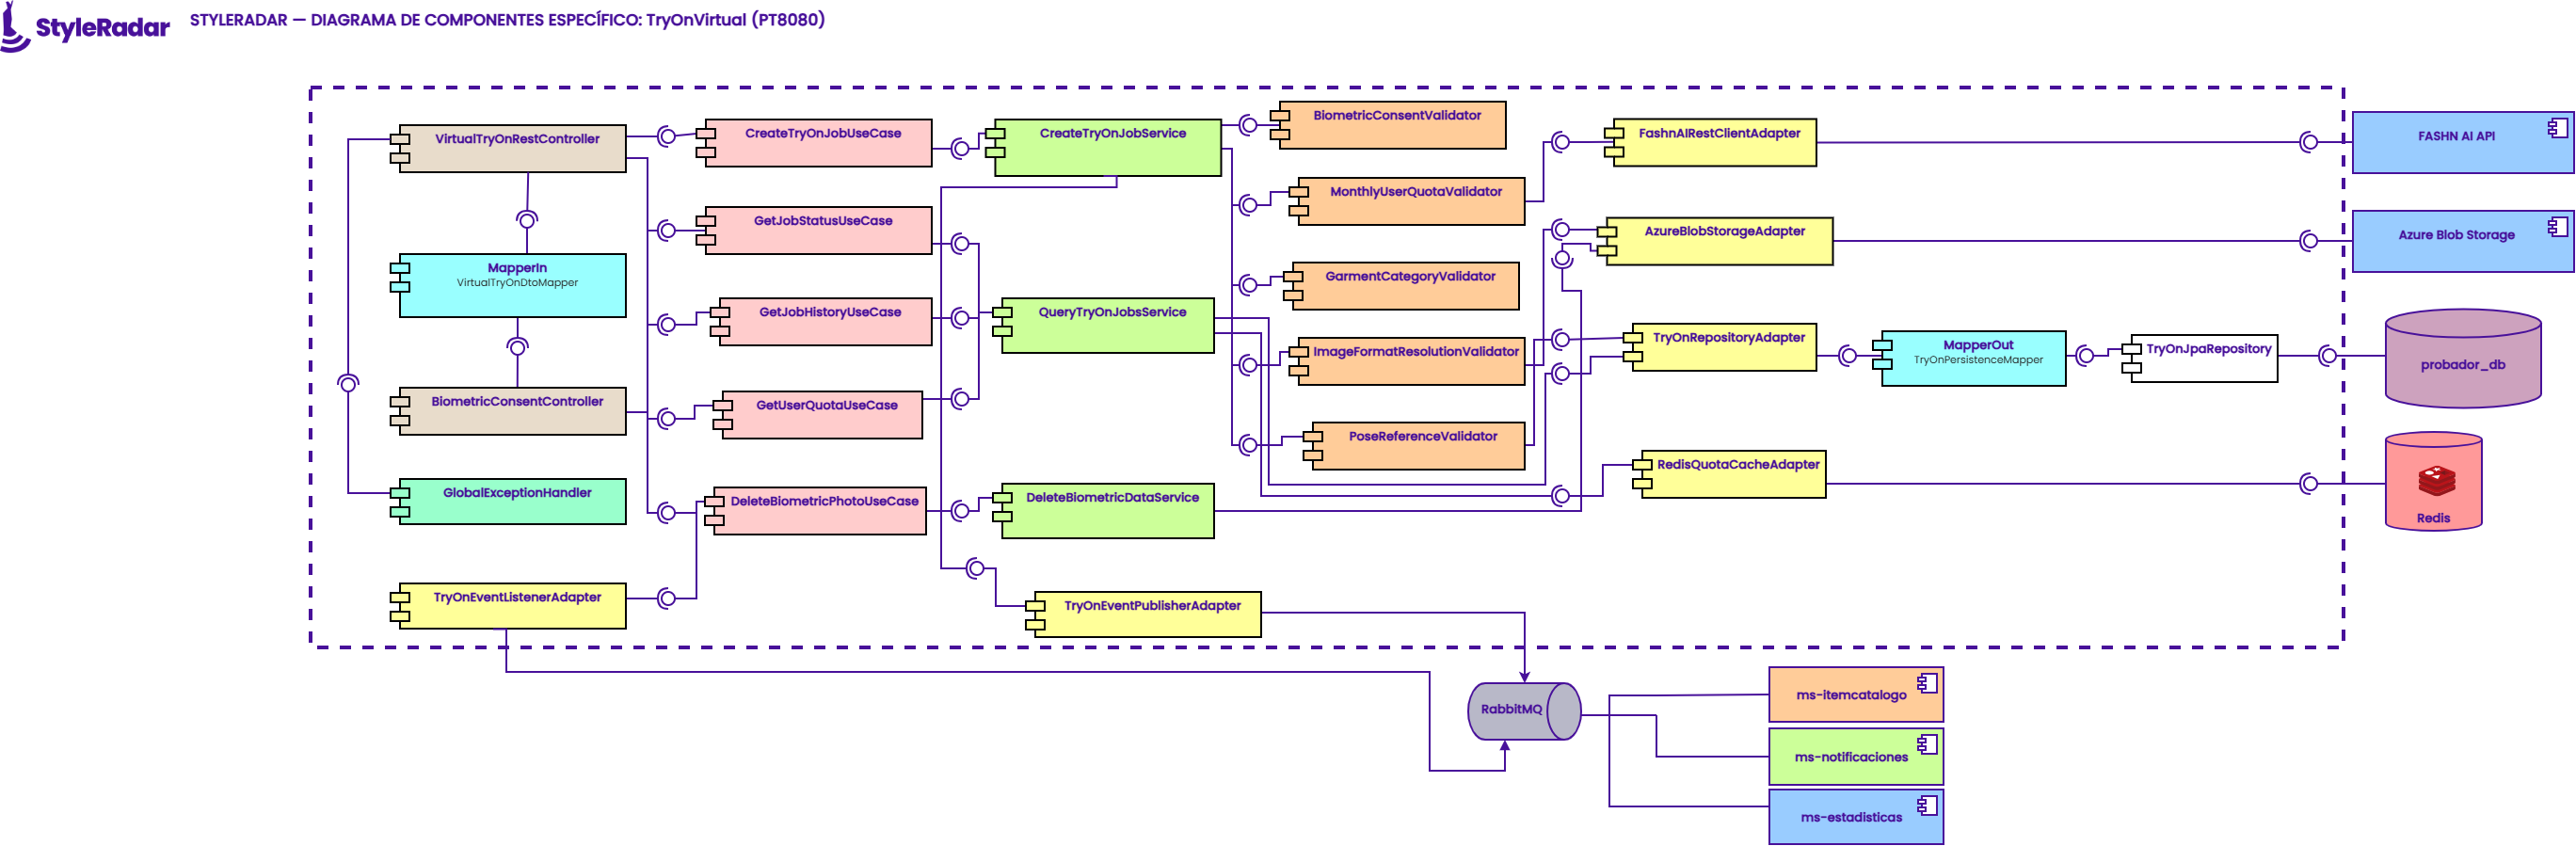 StyleRadar
STYLERADAR — DIAGRAMA DE COMPONENTES ESPECÍFICO: TryOnVirtual (PT8080)
VirtualTryOnRestController
MapperIn
VirtualTryOnDtoMapper
BiometricConsentController
GlobalExceptionHandler
TryOnEventListenerAdapter
CreateTryOnJobUseCase
GetJobStatusUseCase
GetJobHistoryUseCase
GetUserQuotaUseCase
DeleteBiometricPhotoUseCase
CreateTryOnJobService
QueryTryOnJobsService
DeleteBiometricDataService
TryOnEventPublisherAdapter
BiometricConsentValidator
MonthlyUserQuotaValidator
GarmentCategoryValidator
ImageFormatResolutionValidator
PoseReferenceValidator
FashnAIRestClientAdapter
AzureBlobStorageAdapter
TryOnRepositoryAdapter
RedisQuotaCacheAdapter
MapperOut
TryOnPersistenceMapper
TryOnJpaRepository
FASHN AI API
Azure Blob Storage
probador_db
Redis
RabbitMQ
ms-itemcatalogo
ms-notificaciones
ms-estadisticas